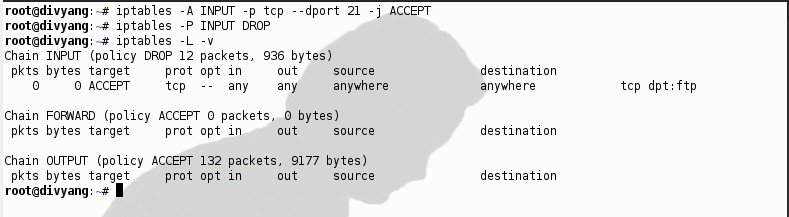 root@divyang:~# iptables -A INPUT -p tcp --dport 21 -j ACCEPT
root@divyang:~# iptables -P INPUT DROP
root@divyang:~# iptables -L -v
Chain INPUT (policy DROP 12 packets, 936 bytes)
 pkts bytes target     prot opt in     out     source               destination
    0     0 ACCEPT     tcp  --  any    any     anywhere             anywhere             tcp dpt:ftp
Chain FORWARD (policy ACCEPT 0 packets, 0 bytes)
 pkts bytes target     prot opt in     out     source               destination
Chain OUTPUT (policy ACCEPT 132 packets, 9177 bytes)
 pkts bytes target     prot opt in     out     source               destination
root@divyang:~#